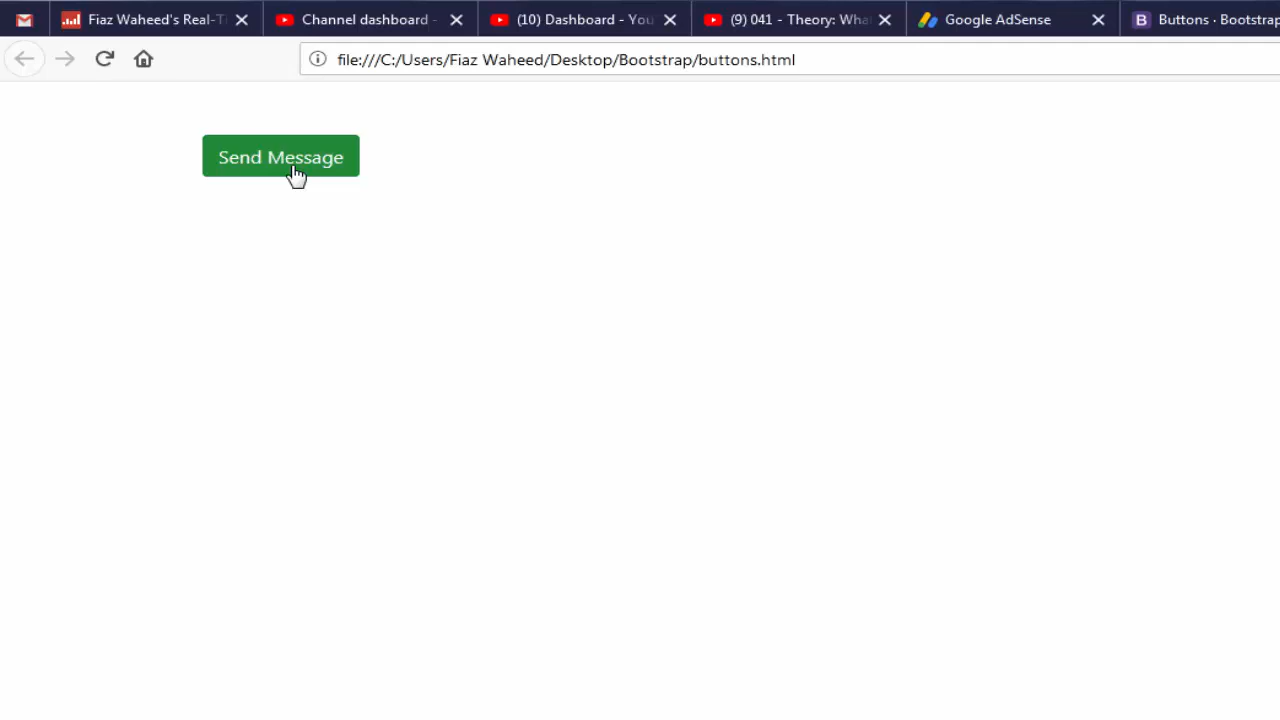 Fiaz Waheed's Real-Ti
Channel dashboard -
(10) Dashboard - You
(9) 041 - Theory: Wha
Google AdSense
B Buttons · Bootstrap
file:///C:/Users/Fiaz Waheed/Desktop/Bootstrap/buttons.html
Send Message